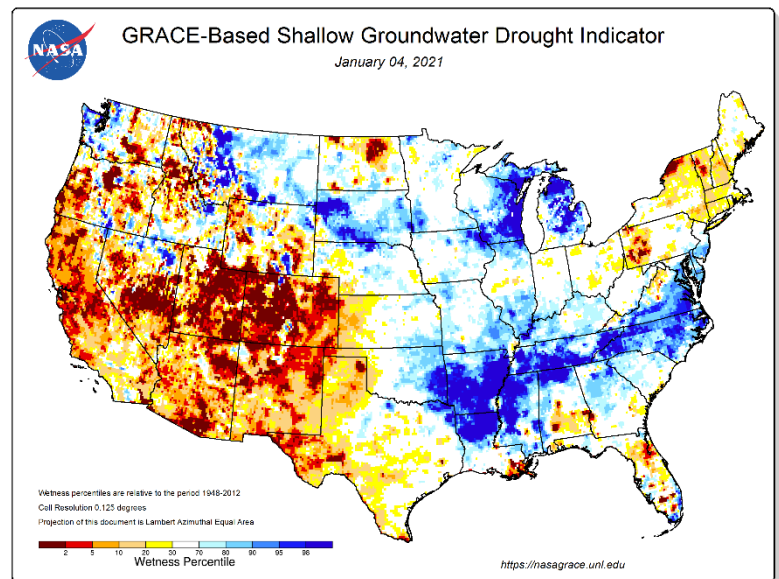 NASA
GRACE-Based Shallow Groundwater Drought Indicator
January 04, 2021
Wetness percentiles are relative to the period 1948-2012
Cell Resolution 0.125 degrees
Projection of this document is Lambert Azimuthal Equal Area
2 5 10 20 30 70 80 90 95 98
Wetness Percentile
https://nasagrace.unl.edu